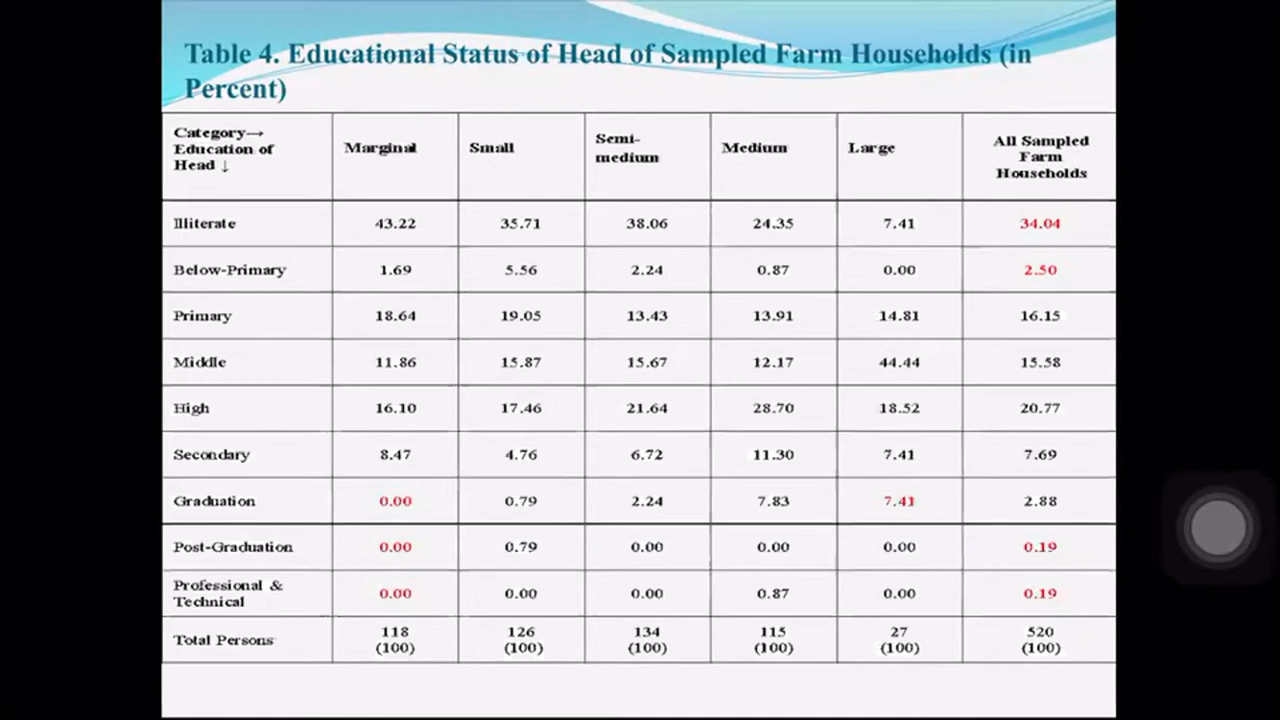 Table 4. Educational Status of Head of Sampled Farm Households (in
Percent)
Category→ Education of Head ↓ Marginal Small Semi-medium Medium Large All Sampled Farm Households
Illiterate 43.22 35.71 38.06 24.35 7.41 34.04
Below-Primary 1.69 5.56 2.24 0.87 0.00 2.50
Primary 18.64 19.05 13.43 13.91 14.81 16.15
Middle 11.86 15.87 15.67 12.17 44.44 15.58
High 16.10 17.46 21.64 28.70 18.52 20.77
Secondary 8.47 4.76 6.72 11.30 7.41 7.69
Graduation 0.00 0.79 2.24 7.83 7.41 2.88
Post-Graduation 0.00 0.79 0.00 0.00 0.00 0.19
Professional & Technical 0.00 0.00 0.00 0.87 0.00 0.19
Total Persons 118 126 134 115 27 520
(100) (100) (100) (100) (100) (100)